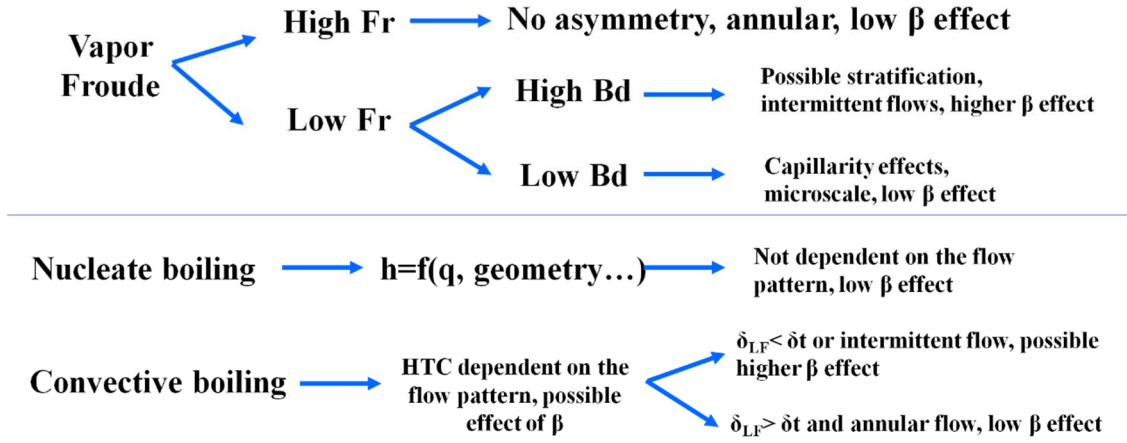 Vapor
Froude
High Fr
No asymmetry, annular, low β effect
Low Fr
High Bd
Possible stratification,
intermittent flows, higher β effect
Low Bd
Capillarity effects,
microscale, low β effect
Nucleate boiling
h=f(q, geometry…)
Not dependent on the flow
pattern, low β effect
Convective boiling
HTC dependent on the
flow pattern, possible
effect of β
δLF< δt or intermittent flow, possible
higher β effect
δLF> δt and annular flow, low β effect